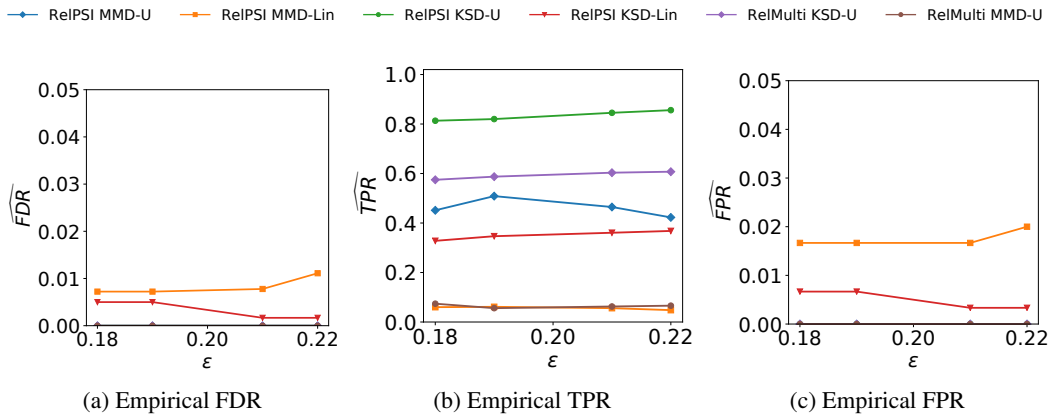 RelPSI MMD-U RelPSI MMD-Lin RelPSI KSD-U RelPSI KSD-Lin RelMulti KSD-U RelMulti MMD-U
0.05
0.04
0.03
0.02
0.01
0.00
FDR
0.18 0.20 0.22
ε
(a) Empirical FDR
1.0
0.8
0.6
0.4
0.2
0.0
TPR
0.18 0.20 0.22
ε
(b) Empirical TPR
0.05
0.04
0.03
0.02
0.01
0.00
FPR
0.18 0.20 0.22
ε
(c) Empirical FPR